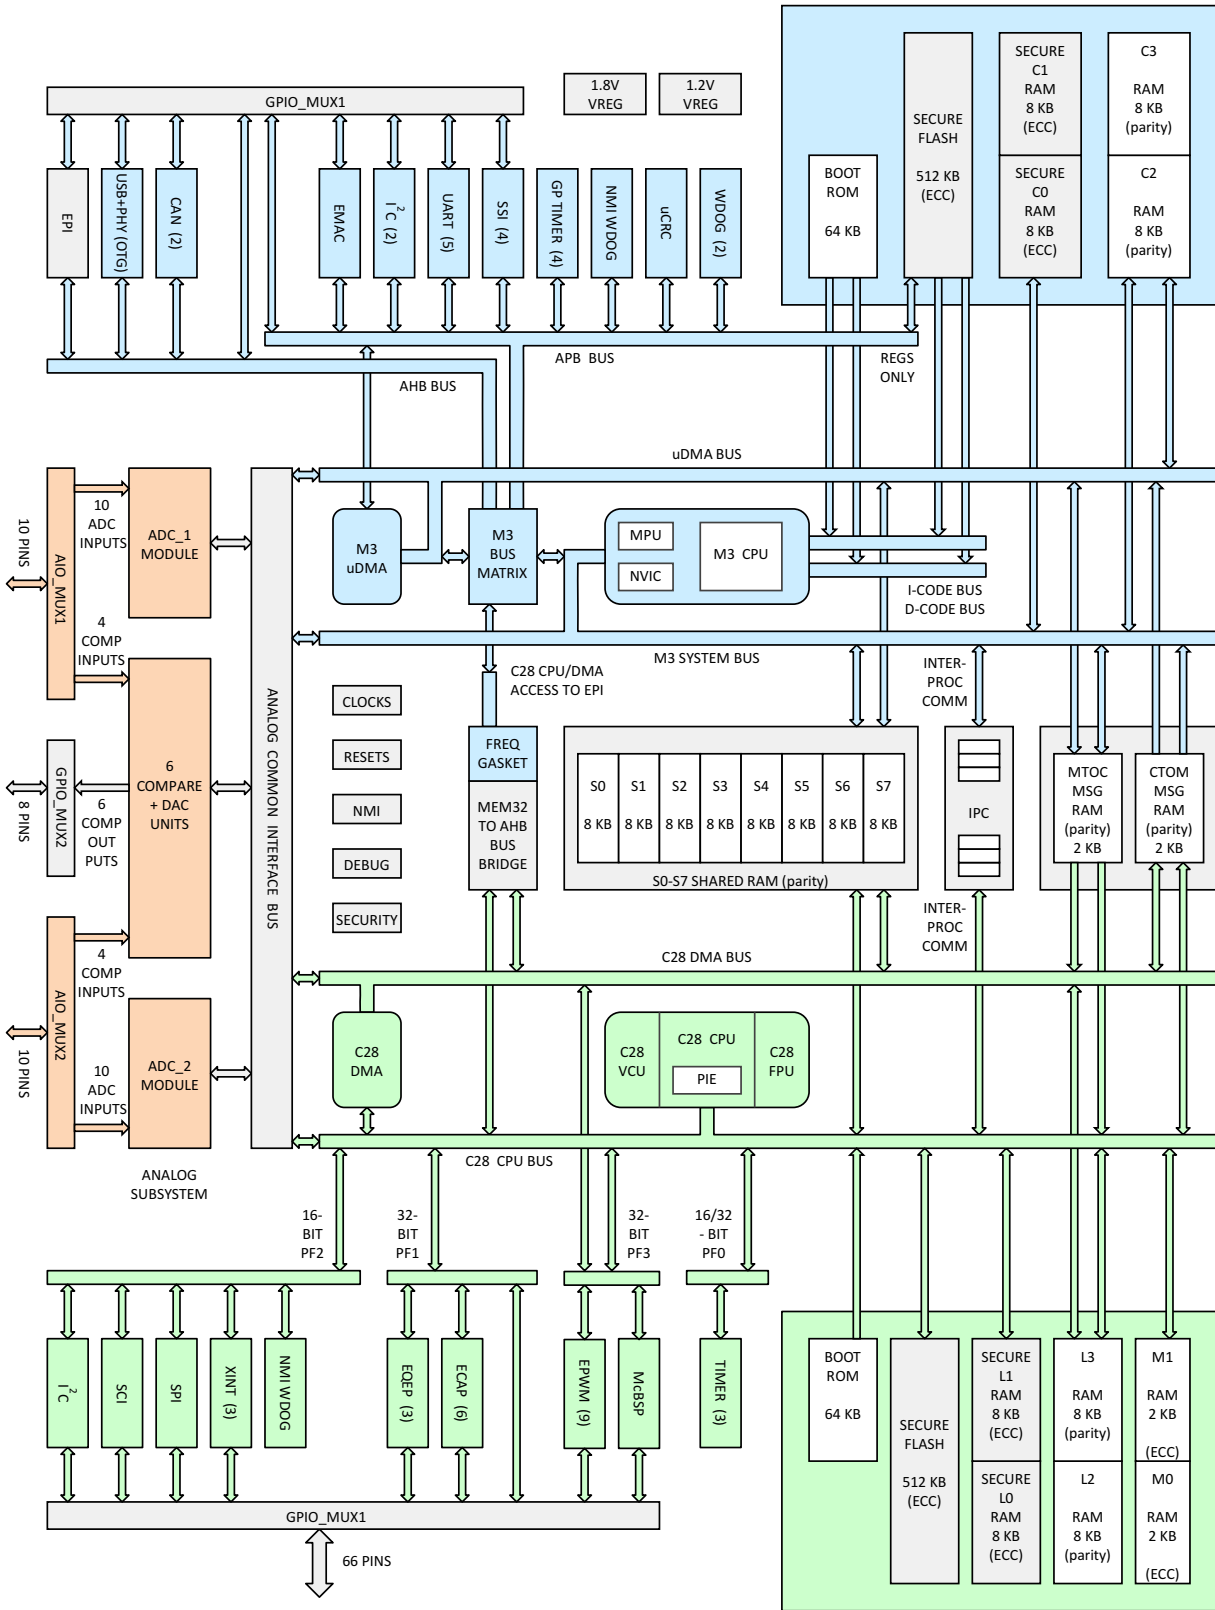 GPIO_MUX1
1.8V
VREG
1.2V
VREG
EPI
USB+PHY (OTG)
CAN (2)
EMAC
I2C (2)
UART (5)
SSI (4)
GP TIMER (4)
NMI WDOG
uCRC
WDOG (2)
BOOT
ROM
64 KB
SECURE
FLASH
512 KB
(ECC)
SECURE
C1
RAM
8 KB
(ECC)
SECURE
C0
RAM
8 KB
(ECC)
C3
RAM
8 KB
(parity)
C2
RAM
8 KB
(parity)
APB BUS
REGS
ONLY
AHB BUS
uDMA BUS
10 PINS
AIO_MUX1
10
ADC
INPUTS
4
COMP
INPUTS
ADC_1
MODULE
M3
uDMA
M3
BUS
MATRIX
MPU
NVIC
M3 CPU
I-CODE BUS
D-CODE BUS
M3 SYSTEM BUS
C28 CPU/DMA
ACCESS TO EPI
INTER-
PROC
COMM
ANALOG COMMON INTERFACE BUS
CLOCKS
RESETS
NMI
DEBUG
SECURITY
8 PINS
GPIO_MUX2
6
COMP
OUT
PUTS
6
COMPARE
+ DAC
UNITS
FREQ
GASKET
MEM32
TO AHB
BUS
BRIDGE
S0
8 KB
S1
8 KB
S2
8 KB
S3
8 KB
S4
8 KB
S5
8 KB
S6
8 KB
S7
8 KB
S0-S7 SHARED RAM (parity)
IPC
MTOC
MSG
RAM
(parity)
2 KB
CTOM
MSG
RAM
(parity)
2 KB
INTER-
PROC
COMM
4
COMP
INPUTS
AIO_MUX2
10 PINS
10
ADC
INPUTS
ADC_2
MODULE
ANALOG
SUBSYSTEM
C28 DMA BUS
C28
DMA
C28
VCU
C28 CPU
PIE
C28
FPU
C28 CPU BUS
16-
BIT
PF2
32-
BIT
PF1
32-
BIT
PF3
16/32
- BIT
PF0
I2C
SCI
SPI
XINT (3)
NMI WDOG
EQEP (3)
ECAP (6)
EPWM (9)
McBSP
TIMER (3)
BOOT
ROM
64 KB
SECURE
FLASH
512 KB
(ECC)
SECURE
L1
RAM
8 KB
(ECC)
SECURE
L0
RAM
8 KB
(ECC)
L3
RAM
8 KB
(parity)
L2
RAM
8 KB
(parity)
M1
RAM
2 KB
(ECC)
M0
RAM
2 KB
(ECC)
GPIO_MUX1
66 PINS